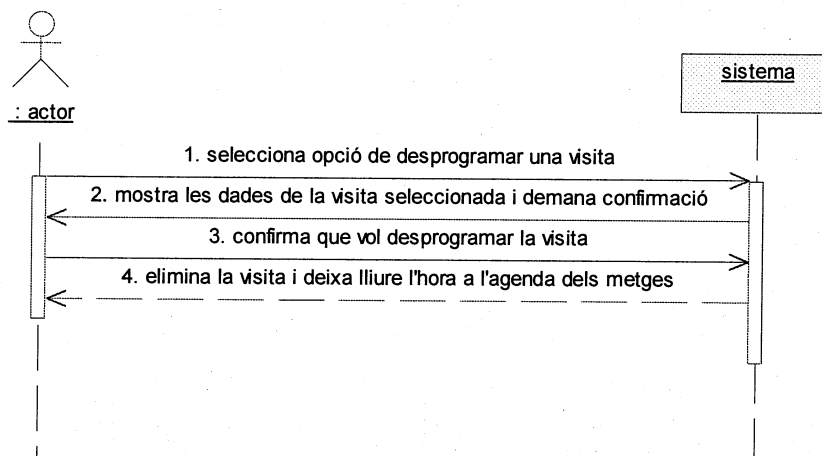 : actor
sistema
1. selecciona opció de desprogramar una visita
2. mostra les dades de la visita seleccionada i demana confirmació
3. confirma que vol desprogramar la visita
4. elimina la visita i deixa lliure l'hora a l'agenda dels metges